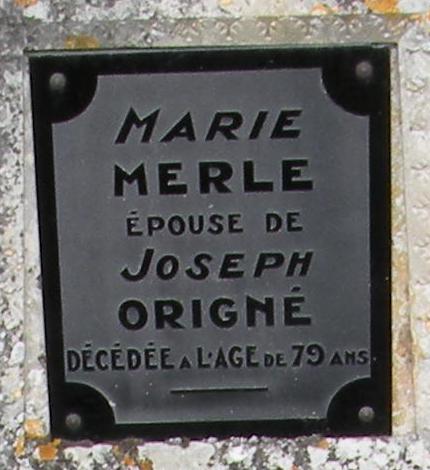 MARIE
MERLE
ÉPOUSE DE
JOSEPH
ORIGNÉ
DÉCÉDÉE A L'AGE DE 79 ANS